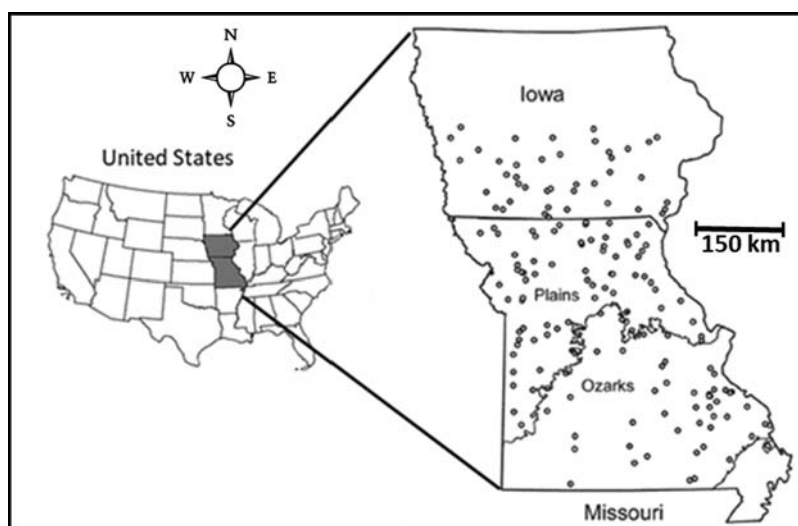 N
W E
S
United States
Iowa
150 km
Plains
Ozarks
Missouri